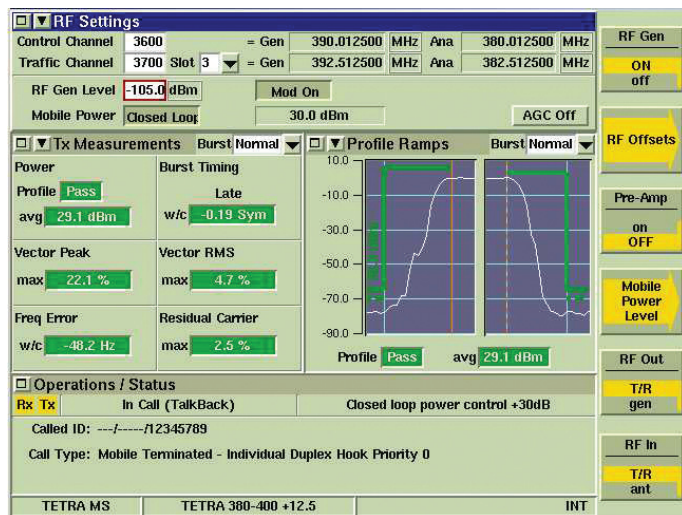 RF Settings
Control Channel 3600 = Gen 390.012500 MHz Ana 380.012500 MHz
Traffic Channel 3700 Slot 3 = Gen 392.512500 MHz Ana 382.512500 MHz
RF Gen Level -105.0 dBm Mod On
Mobile Power Closed Loop 30.0 dBm AGC Off
Tx Measurements Burst Normal
Power
Profile Pass
avg 29.1 dBm
Burst Timing
Late
w/c -0.19 Sym
Vector Peak
max 22.1 %
Vector RMS
max 4.7 %
Freq Error
w/c -48.2 Hz
Residual Carrier
max 2.5 %
Profile Ramps Burst Normal
10.0
-10.0
-30.0
-50.0
-70.0
-90.0
Profile Pass avg 29.1 dBm
Operations / Status
Rx Tx In Call (TalkBack) Closed loop power control +30dB
Called ID: ---/-----/12345789
Call Type: Mobile Terminated - Individual Duplex Hook Priority 0
TETRA MS TETRA 380-400 +12.5 INT
RF Gen
ON
off
RF Offsets
Pre-Amp
on
OFF
Mobile
Power
Level
RF Out
T/R
gen
RF In
T/R
ant